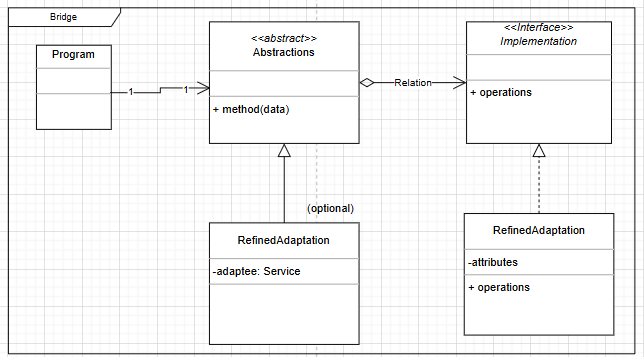 Bridge
Program
1
1
<<abstract>>
Abstractions
+ method(data)
Relation
<<Interface>>
Implementation
+ operations
(optional)
RefinedAdaptation
-adaptee: Service
RefinedAdaptation
-attributes
+ operations